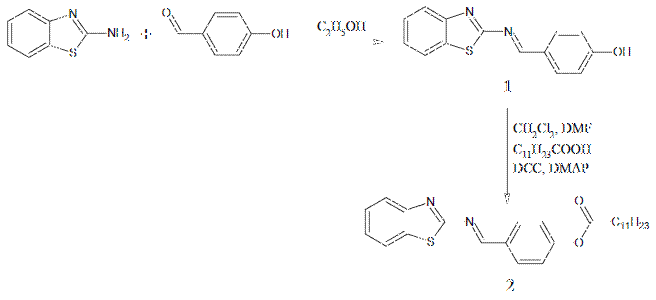 N
S
NH2
+
O
OH
C2H5OH
N
S
N
OH
1
CH2Cl2, DMF
C11H23COOH
DCC, DMAP
N
S
N
O
O
C11H23
2